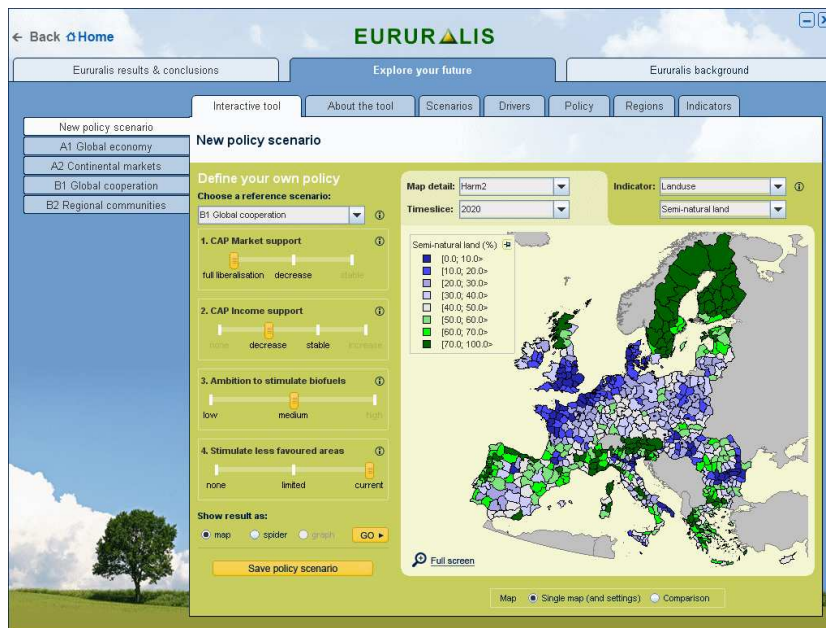 ← Back Home
EURURALIS
Eururalis results & conclusions
Explore your future
Eururalis background
Interactive tool
About the tool
Scenarios
Drivers
Policy
Regions
Indicators
New policy scenario
A1 Global economy
A2 Continental markets
B1 Global cooperation
B2 Regional communities
New policy scenario
Define your own policy
Choose a reference scenario:
B1 Global cooperation
1. CAP Market support
full liberalisation decrease stable
2. CAP Income support
none decrease stable increase
3. Ambition to stimulate biofuels
low medium high
4. Stimulate less favoured areas
none limited current
Show result as:
map spider graph GO
Save policy scenario
Map detail: Harm2
Timeslice: 2020
Indicator: Landuse
Semi-natural land
Semi-natural land (%)
[0.0; 10.0>
[10.0; 20.0>
[20.0; 30.0>
[30.0; 40.0>
[40.0; 50.0>
[50.0; 60.0>
[60.0; 70.0>
[70.0; 100.0>
Full screen
Map Single map (and settings) Comparison